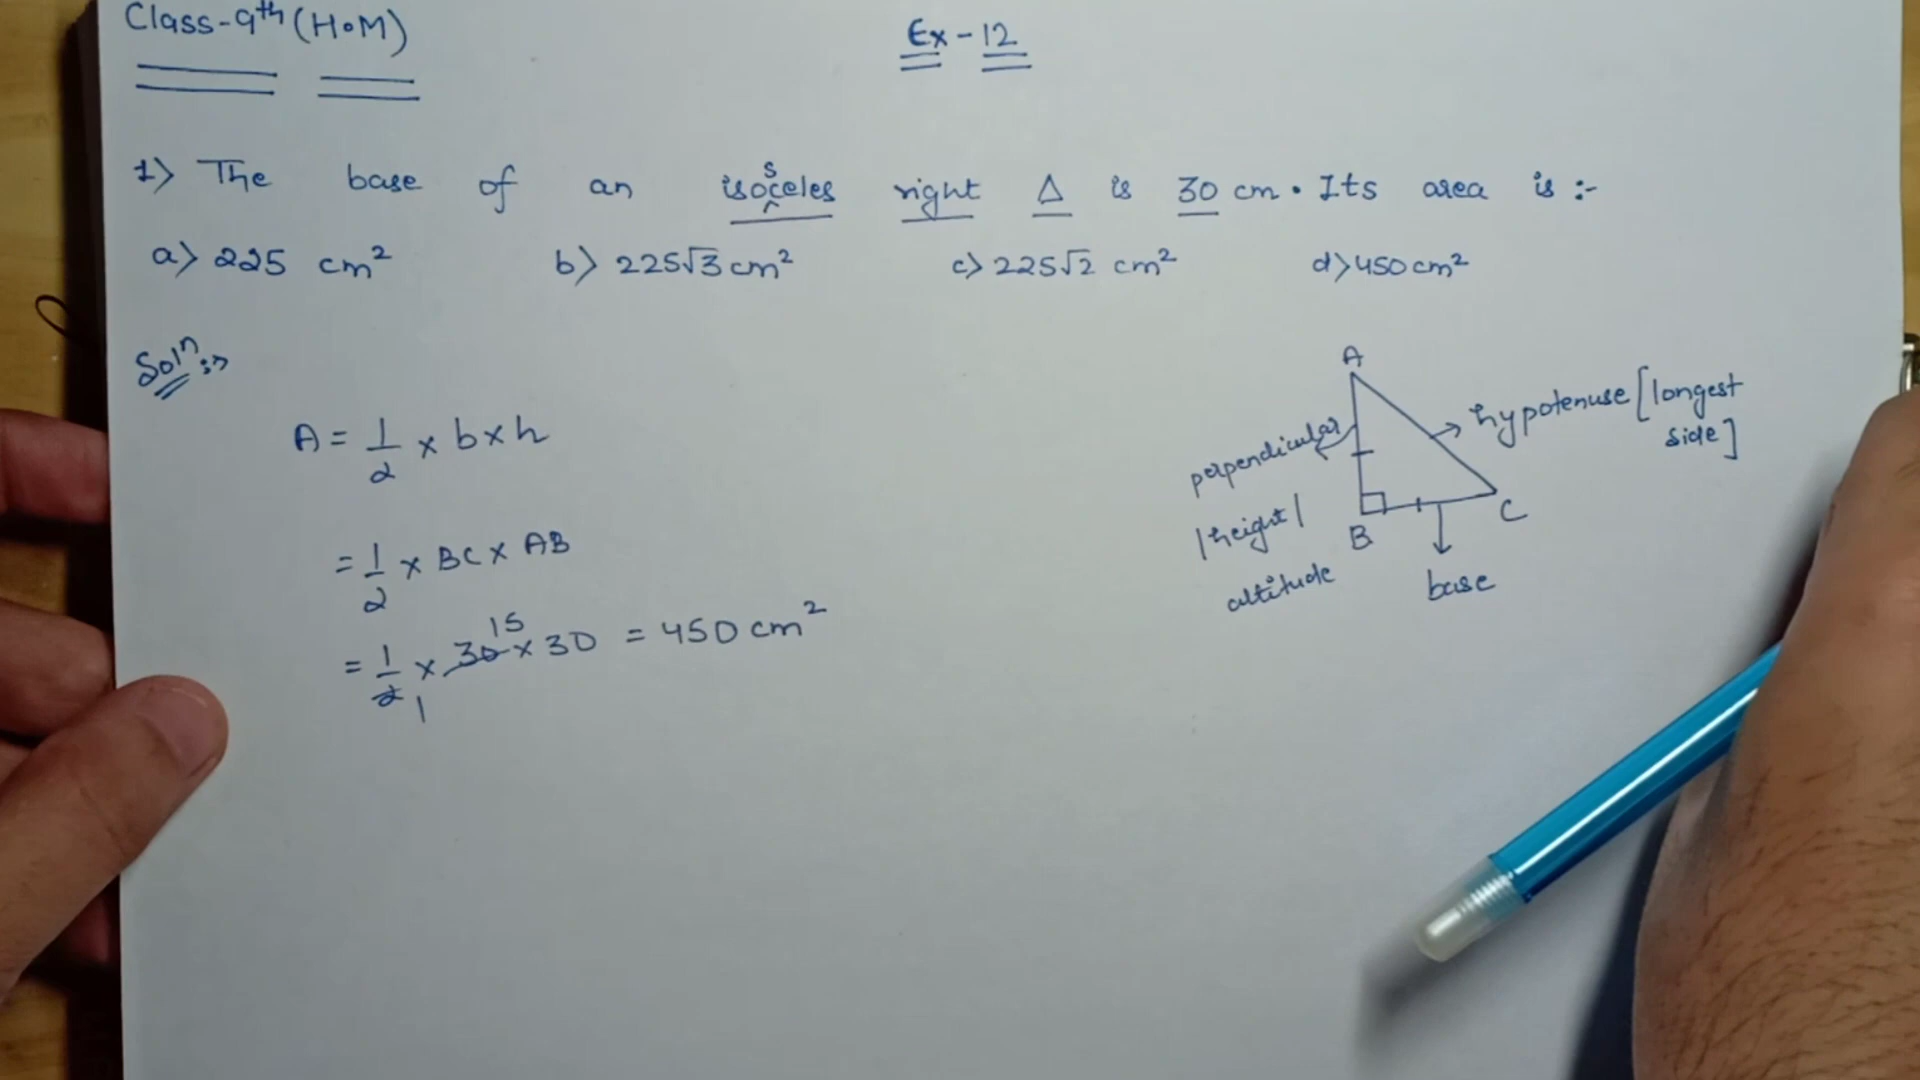 Class-9th (H.O.M)
Ex-12
1) The base of an isosceles right Δ is 30 cm. Its area is :-
a) 225 cm² b) 225√3 cm² c) 225√2 cm² d) 450 cm²
Soln :→
A = 1/2 × b × h
= 1/2 × BC × AB
= 1/2 × 30 × 30 = 450 cm²
15
1
A
hypotenuse [longest
side]
perpendicular
|height|
altitude
B
C
base